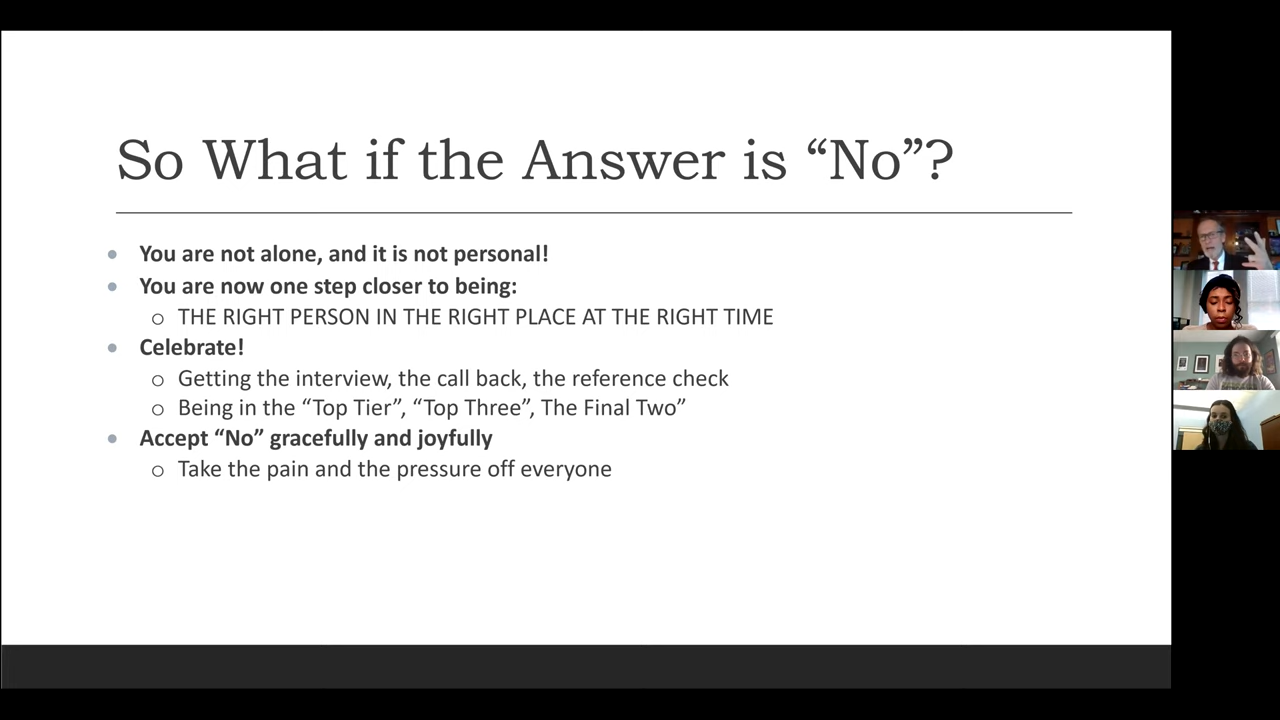 So What if the Answer is “No”?
You are not alone, and it is not personal!
You are now one step closer to being:
THE RIGHT PERSON IN THE RIGHT PLACE AT THE RIGHT TIME
Celebrate!
Getting the interview, the call back, the reference check
Being in the “Top Tier”, “Top Three”, The Final Two”
Accept “No” gracefully and joyfully
Take the pain and the pressure off everyone